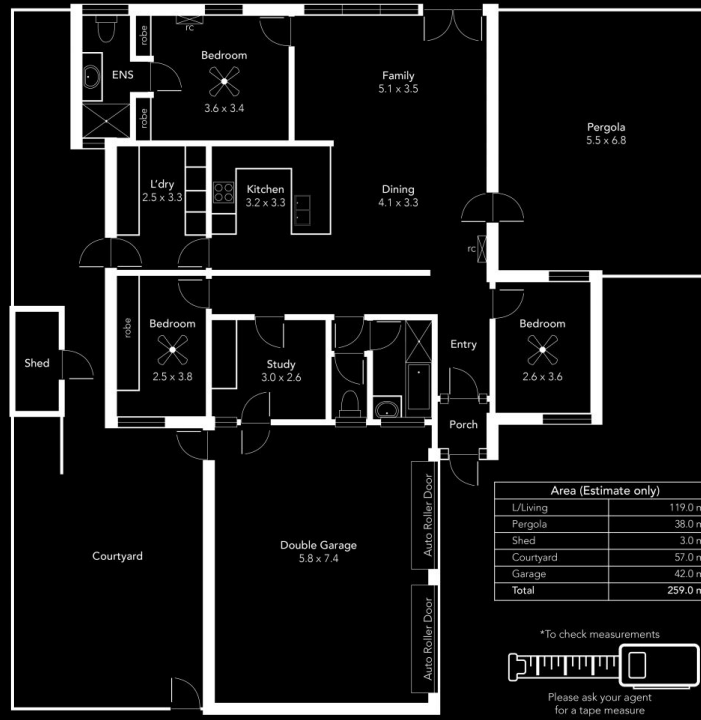 rc
robe
Bedroom
3.6 x 3.4
ENS
robe
Family
5.1 x 3.5
Pergola
5.5 x 6.8
L'dry
2.5 x 3.3
Kitchen
3.2 x 3.3
Dining
4.1 x 3.3
rc
robe
Bedroom
2.5 x 3.8
Shed
Study
3.0 x 2.6
Entry
Bedroom
2.6 x 3.6
Porch
Courtyard
Double Garage
5.8 x 7.4
Auto Roller Door
Auto Roller Door
Area (Estimate only)
L/Living 119.0
Pergola 38.0
Shed 3.0
Courtyard 57.0
Garage 42.0
Total 259.0
*To check measurements
Please ask your agent
for a tape measure